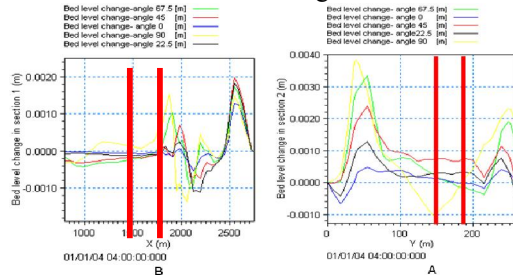 Bed level change-angle 67.5 [m]
Bed level change- angle 45 [m]
Bed level change- angle 0 [m]
Bed level change- angle 90 [m]
Bed level change- angle 22.5 [m]
Bed level change in section 1 (m)
0.0020
0.0010
0.0000
-0.0010
1000 1500 2000 2500
X (m)
01/01/04 04:00:00:000
B
Bed level change- angle 67.5 [m]
Bed level change- angle 0 [m]
Bed level change- angle 45 [m]
Bed level change- angle22.5 [m]
Bed level change- angle 90 [m]
Bed level change in section 2 (m)
0.0040
0.0030
0.0020
0.0010
0.0000
-0.0010
0 100 200
Y (m)
01/01/04 04:00:00:000
A